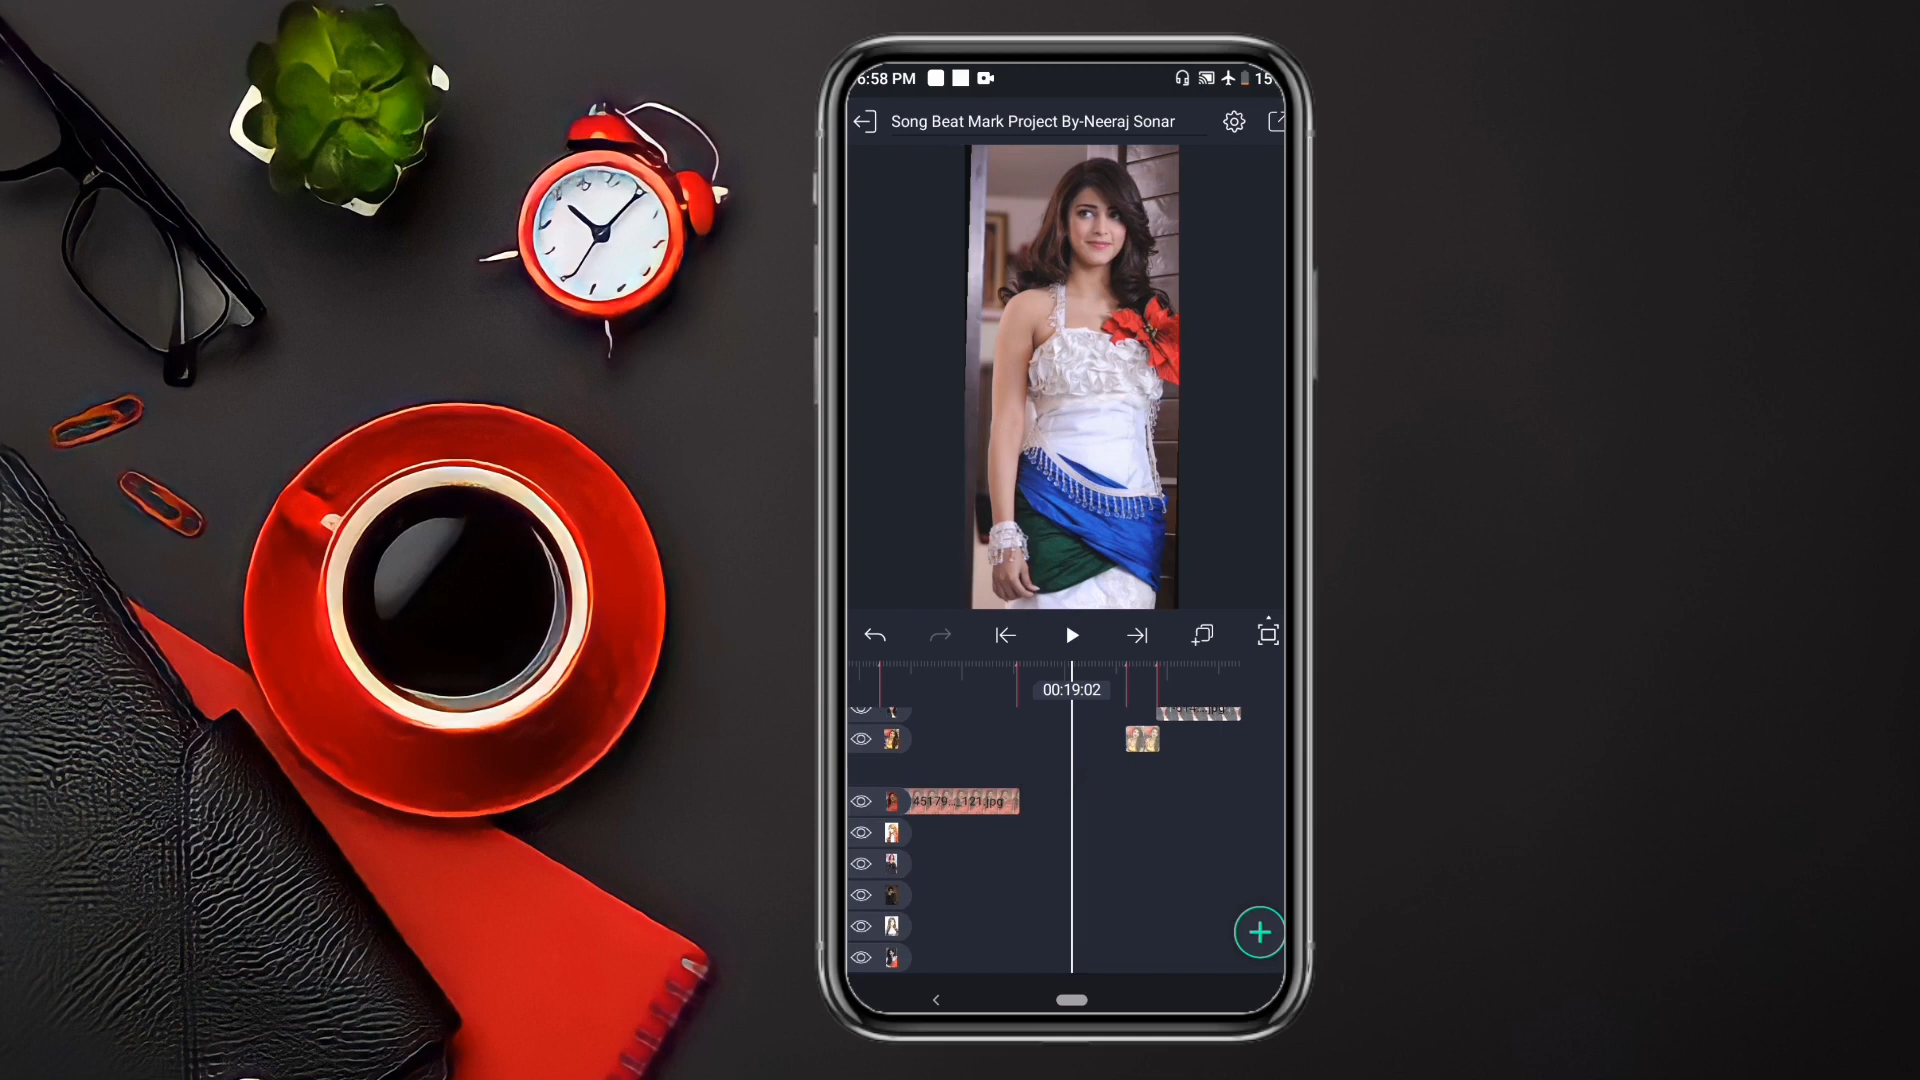 6:58 PM 15
Song Beat Mark Project By-Neeraj Sonar
00:19:02
45179..._121.jpg